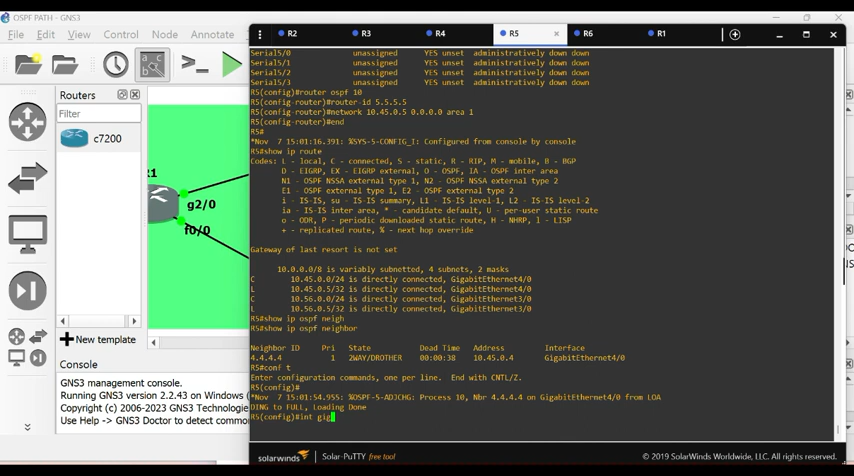 OSPF PATH - GNS3
File Edit View Control Node Annotate
Routers
Filter
c7200
New template
R1
g2/0
f0/0
Console
GNS3 management console.
Running GNS3 version 2.2.43 on Windows (
Copyright (c) 2006-2023 GNS3 Technologie
Use Help -> GNS3 Doctor to detect common
R2 R3 R4 R5 R6 R1
Serial5/0 unassigned YES unset administratively down down
Serial5/1 unassigned YES unset administratively down down
Serial5/2 unassigned YES unset administratively down down
Serial5/3 unassigned YES unset administratively down down
R5(config)#router ospf 10
R5(config-router)#router-id 5.5.5.5
R5(config-router)#network 10.45.0.5 0.0.0.0 area 1
R5(config-router)#end
R5#
*Nov 7 15:01:16.391: %SYS-5-CONFIG_I: Configured from console by console
R5#show ip route
Codes: L - local, C - connected, S - static, R - RIP, M - mobile, B - BGP
D - EIGRP, EX - EIGRP external, O - OSPF, IA - OSPF inter area
N1 - OSPF NSSA external type 1, N2 - OSPF NSSA external type 2
E1 - OSPF external type 1, E2 - OSPF external type 2
i - IS-IS, su - IS-IS summary, L1 - IS-IS level-1, L2 - IS-IS level-2
ia - IS-IS inter area, * - candidate default, U - per-user static route
o - ODR, P - periodic downloaded static route, H - NHRP, l - LISP
+ - replicated route, % - next hop override
Gateway of last resort is not set
10.0.0.0/8 is variably subnetted, 4 subnets, 2 masks
C 10.45.0.0/24 is directly connected, GigabitEthernet4/0
L 10.45.0.5/32 is directly connected, GigabitEthernet4/0
C 10.56.0.0/24 is directly connected, GigabitEthernet3/0
L 10.56.0.5/32 is directly connected, GigabitEthernet3/0
R5#show ip ospf neigh
R5#show ip ospf neighbor
Neighbor ID Pri State Dead Time Address Interface
4.4.4.4 1 2WAY/DROTHER 00:00:38 10.45.0.4 GigabitEthernet4/0
R5#conf t
Enter configuration commands, one per line. End with CNTL/Z.
R5(config)#
*Nov 7 15:01:54.955: %OSPF-5-ADJCHG: Process 10, Nbr 4.4.4.4 on GigabitEthernet4/0 from LOA
DING to FULL, Loading Done
R5(config)#int gig
solarwinds Solar-PuTTY free tool © 2019 SolarWinds Worldwide, LLC. All rights reserved.